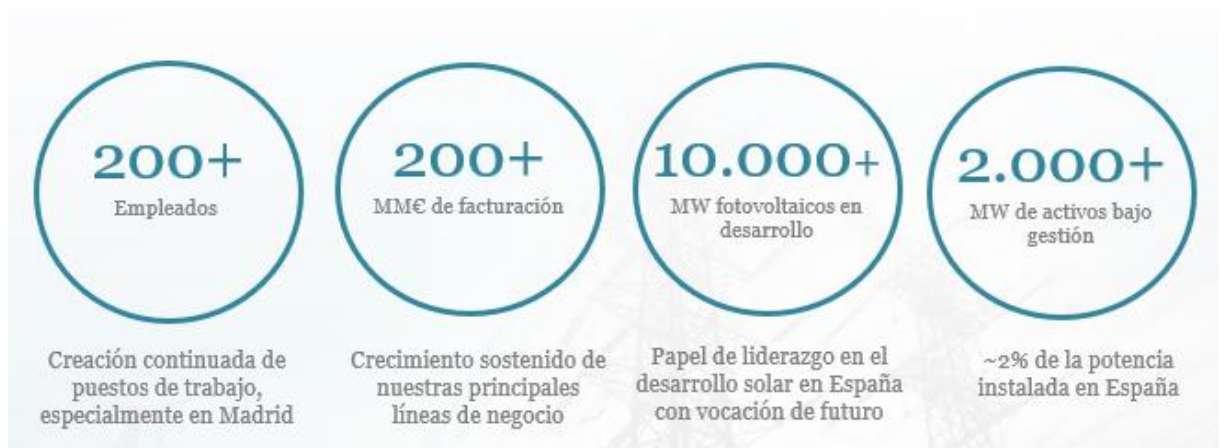 200+
Empleados
Creación continuada de
puestos de trabajo,
especialmente en Madrid
200+
MM€ de facturación
Crecimiento sostenido de
nuestras principales
líneas de negocio
10.000+
MW fotovoltaicos en
desarrollo
Papel de liderazgo en el
desarrollo solar en España
con vocación de futuro
2.000+
MW de activos bajo
gestión
~2% de la potencia
instalada en España